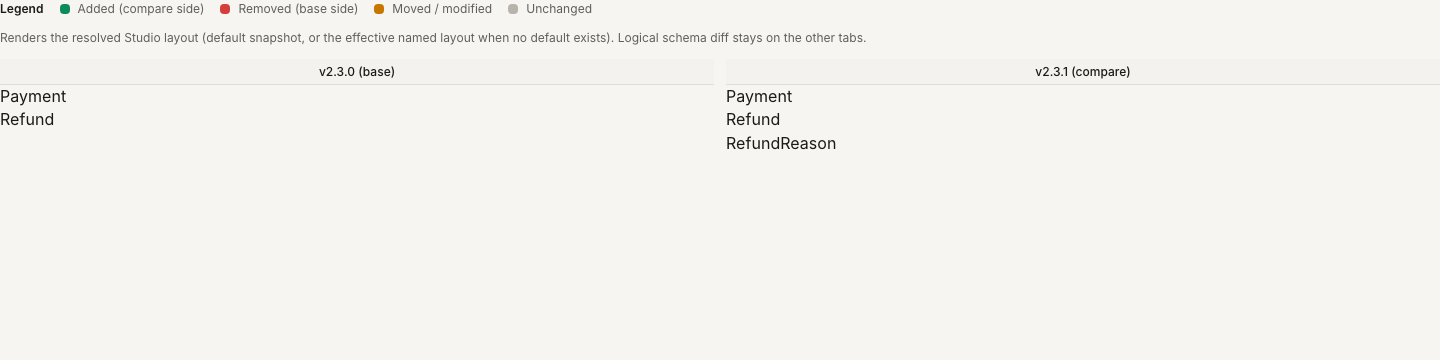 Legend Added (compare side) Removed (base side) Moved / modified Unchanged
Renders the resolved Studio layout (default snapshot, or the effective named layout when no default exists). Logical schema diff stays on the other tabs.
v2.3.0 (base)
Payment
Refund
v2.3.1 (compare)
Payment
Refund
RefundReason